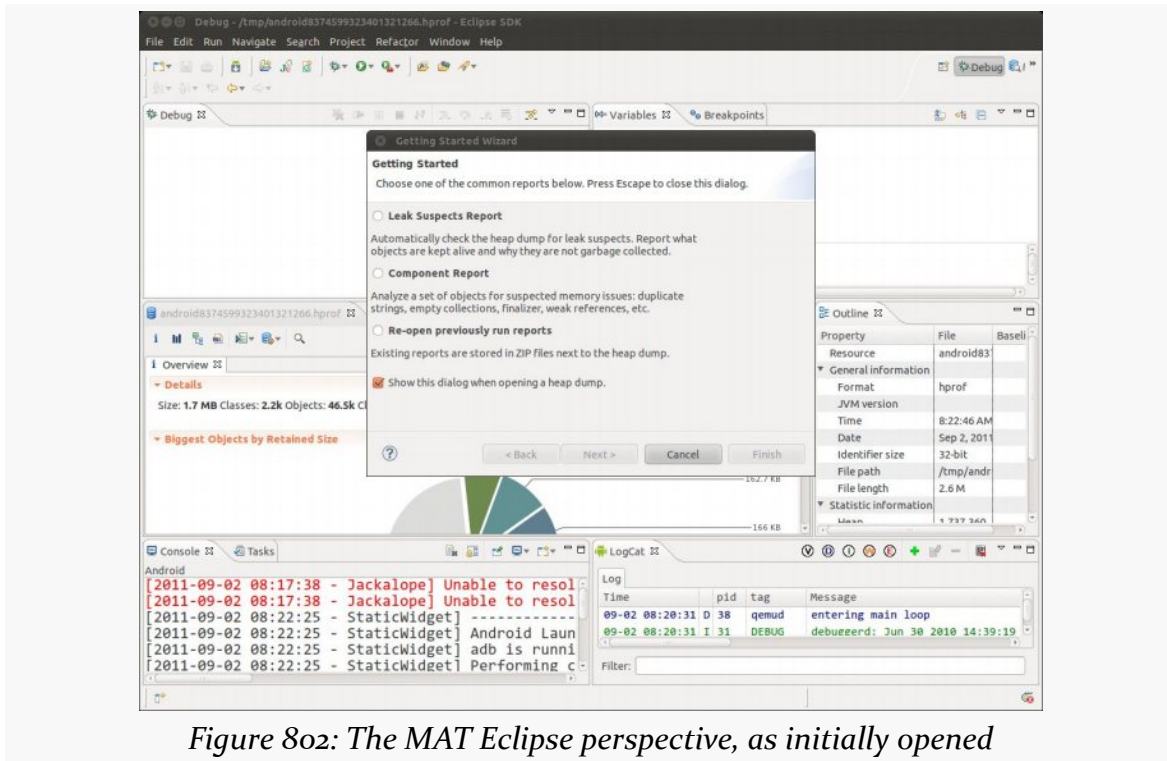 Debug - /tmp/android8374599323401321266.hprof - Eclipse SDK
File Edit Run Navigate Search Project Refactor Window Help
Debug
Debug
Variables
Breakpoints
Getting Started Wizard
Getting Started
Choose one of the common reports below. Press Escape to close this dialog.
Leak Suspects Report
Automatically check the heap dump for leak suspects. Report what
objects are kept alive and why they are not garbage collected.
Component Report
Analyze a set of objects for suspected memory issues: duplicate
strings, empty collections, finalizer, weak references, etc.
Re-open previously run reports
Existing reports are stored in ZIP files next to the heap dump.
Show this dialog when opening a heap dump.
< Back Next > Cancel Finish
android8374599323401321266.hprof
Overview
Details
Size: 1.7 MB Classes: 2.2k Objects: 46.5k Cl
Biggest Objects by Retained Size
162.7 KB
166 KB
Outline
Property File Baseli
Resource android83
General information
Format hprof
JVM version
Time 8:22:46 AM
Date Sep 2, 2011
Identifier size 32-bit
File path /tmp/andr
File length 2.6 M
Statistic information
Heap 1,737,360
Console Tasks
Android
[2011-09-02 08:17:38 - Jackalope] Unable to resol
[2011-09-02 08:17:38 - Jackalope] Unable to resol
[2011-09-02 08:22:25 - StaticWidget] ------------
[2011-09-02 08:22:25 - StaticWidget] Android Laun
[2011-09-02 08:22:25 - StaticWidget] adb is runni
[2011-09-02 08:22:25 - StaticWidget] Performing c
LogCat
V D I W E
Log
Time pid tag Message
09-02 08:20:31 D 38 qemud entering main loop
09-02 08:20:31 I 31 DEBUG debuggerd: Jun 30 2010 14:39:19
Filter:
Figure 802: The MAT Eclipse perspective, as initially opened